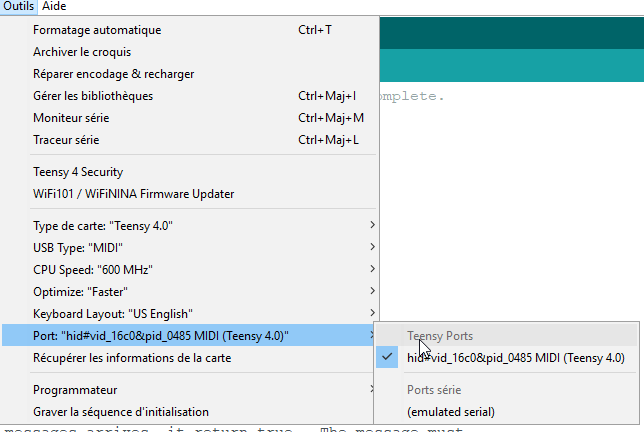 Outils Aide
Formatage automatique Ctrl+T
Archiver le croquis
Réparer encodage & recharger
Gérer les bibliothèques Ctrl+Maj+I
Moniteur série Ctrl+Maj+M
Traceur série Ctrl+Maj+L
Teensy 4 Security
WiFi101 / WiFiNINA Firmware Updater
Type de carte: "Teensy 4.0"
USB Type: "MIDI"
CPU Speed: "600 MHz"
Optimize: "Faster"
Keyboard Layout: "US English"
Port: "hid#vid_16c0&pid_0485 MIDI (Teensy 4.0)"
Récupérer les informations de la carte
Programmateur
Graver la séquence d'initialisation
Teensy Ports
hid#vid_16c0&pid_0485 MIDI (Teensy 4.0)
Ports série
(emulated serial)
omplete.
messages arrives, it return true. The message must